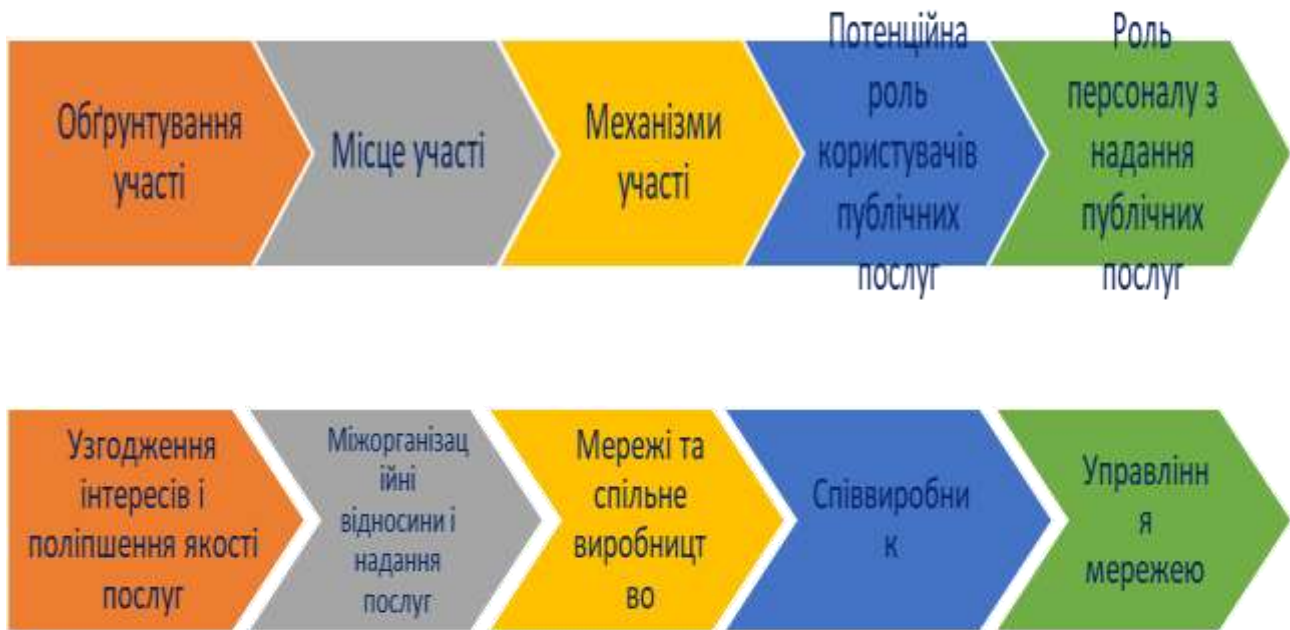 Обґрунтування
участі
Місце участі
Механізми
участі
Потенційна
роль
користувачів
публічних
послуг
Роль
персоналу з
надання
публічних
послуг
Узгодження
інтересів і
поліпшення якості
послуг
Міжорганізац
ійні
відносини і
надання
послуг
Мережі та
спільне
виробницт
во
Співвиробни
к
Управлінн
я
мережею